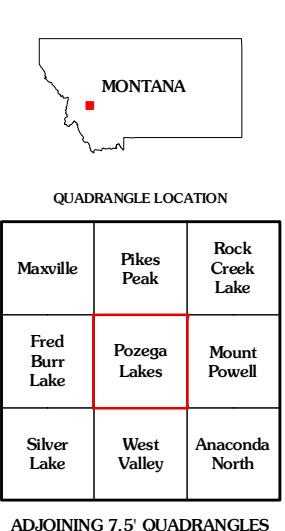 MONTANA
QUADRANGLE LOCATION
Maxville
Pikes
Peak
Rock
Creek
Lake
Fred
Burr
Lake
Pozega
Lakes
Mount
Powell
Silver
Lake
West
Valley
Anaconda
North
ADJOINING 7.5' QUADRANGLES